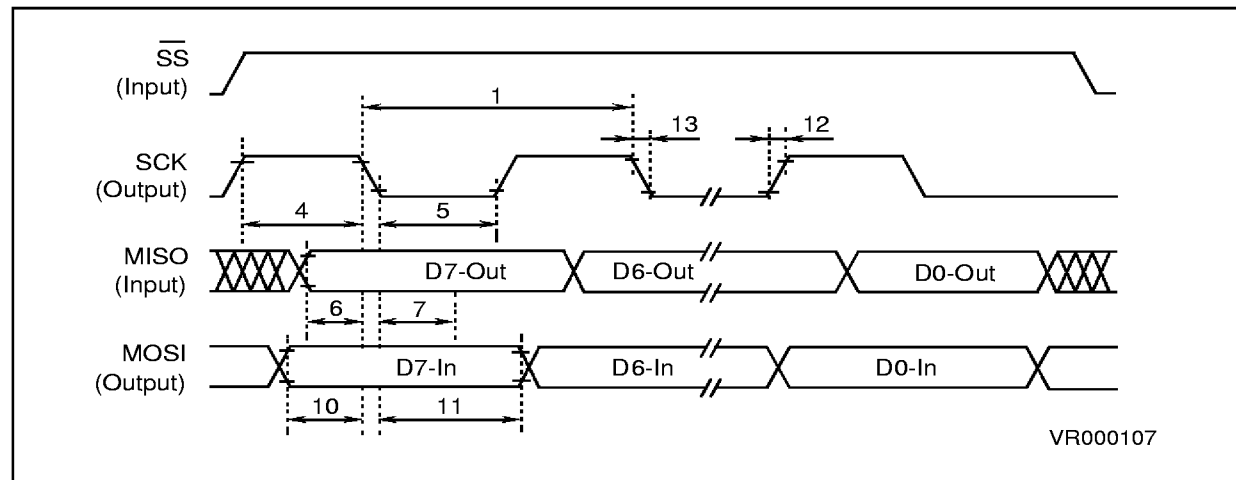 SS
(Input)
1
13
12
SCK
(Output)
4
5
MISO
(Input)
D7-Out
D6-Out
D0-Out
6
7
MOSI
(Output)
D7-In
D6-In
D0-In
10
11
VR000107